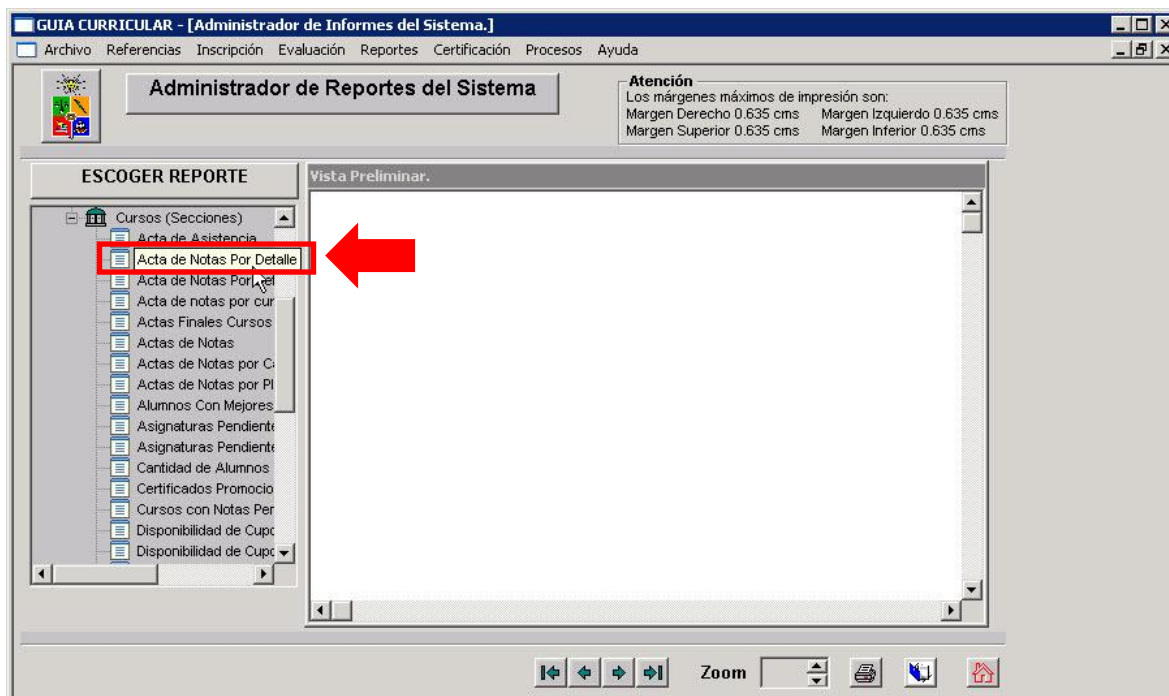 GUIA CURRICULAR - [Administrador de Informes del Sistema.]
Archivo Referencias Inscripción Evaluación Reportes Certificación Procesos Ayuda
Administrador de Reportes del Sistema
Atención
Los márgenes máximos de impresión son:
Margen Derecho 0.635 cms Margen Izquierdo 0.635 cms
Margen Superior 0.635 cms Margen Inferior 0.635 cms
ESCOGER REPORTE
Vista Preliminar.
Cursos (Secciones)
Acta de Asistencia
Acta de Notas Por Detalle
Acta de Notas Por
Acta de notas por cur
Actas Finales Cursos
Actas de Notas
Actas de Notas por C
Actas de Notas por Pl
Alumnos Con Mejores
Asignaturas Pendiente
Asignaturas Pendiente
Cantidad de Alumnos
Certificados Promocio
Cursos con Notas Per
Disponibilidad de Cupo
Disponibilidad de Cupo
Zoom